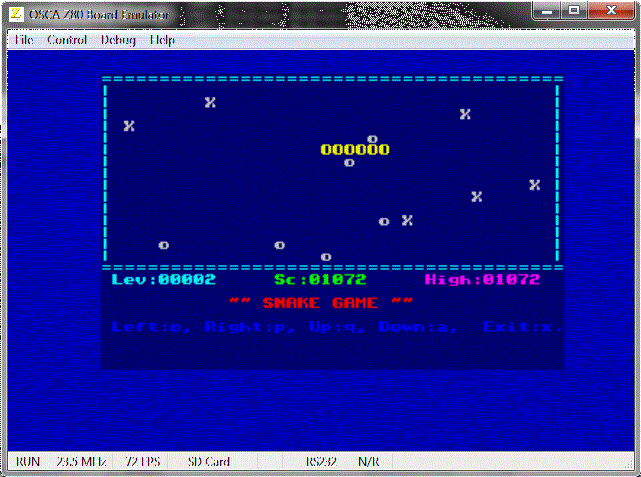 OSCA Z80 Board Emulator
File Control Debug Help
X
X X
o
OOOOOO
o
X
X
o X
o o
o
Lev:00002 Sc:01072 High:01072
"" SNAKE GAME ""
Left:o, Right:p, Up:q, Down:a, Exit:x.
RUN 23.5 MHz 72 FPS SD Card RS232 N/R